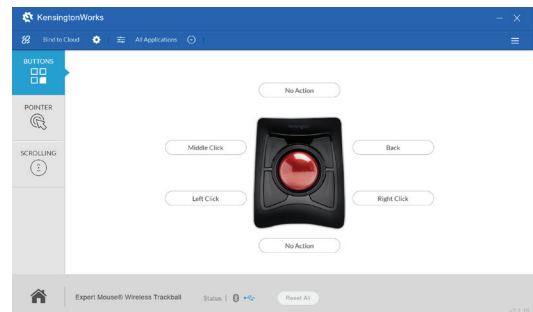 KensingtonWorks
Bind to Cloud All Applications
BUTTONS
No Action
POINTER
Middle Click Back
SCROLLING
Left Click Right Click
No Action
Expert Mouse® Wireless Trackball Status | Reset All